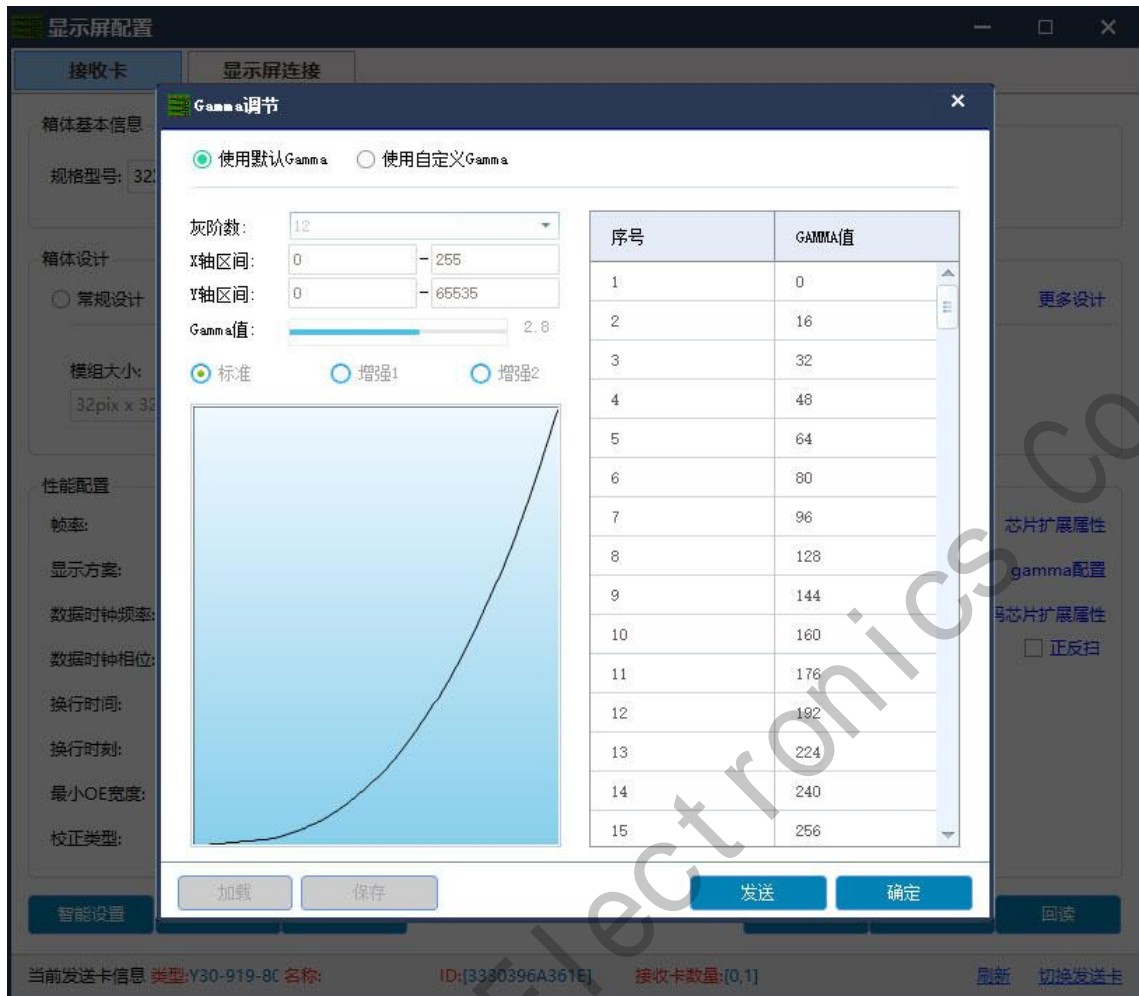 显示屏配置
接收卡 显示屏连接
Gamma调节
箱体基本信息
使用默认Gamma 使用自定义Gamma
规格型号: 32
灰阶数: 12
X轴区间: 0 - 255
Y轴区间: 0 - 65535
Gamma值: 2.8
标准 增强1 增强2
序号 GAMMA值
1 0
2 16
3 32
4 48
5 64
6 80
7 96
8 128
9 144
10 160
11 176
12 192
13 224
14 240
15 256
箱体设计
常规设计 更多设计
模组大小:
32pix x 32
性能配置
帧率: 芯片扩展属性
显示方案: gamma配置
数据时钟频率: 码芯片扩展属性
数据时钟相位: 正反扫
换行时间:
换行时刻:
最小OE宽度:
校正类型:
加载 保存 发送 确定
智能设置 回读
当前发送卡信息 类型:Y30-919-8C 名称: ID:[3330396A361E] 接收卡数量:[0,1] 刷新 切换发送卡
Electronics Co